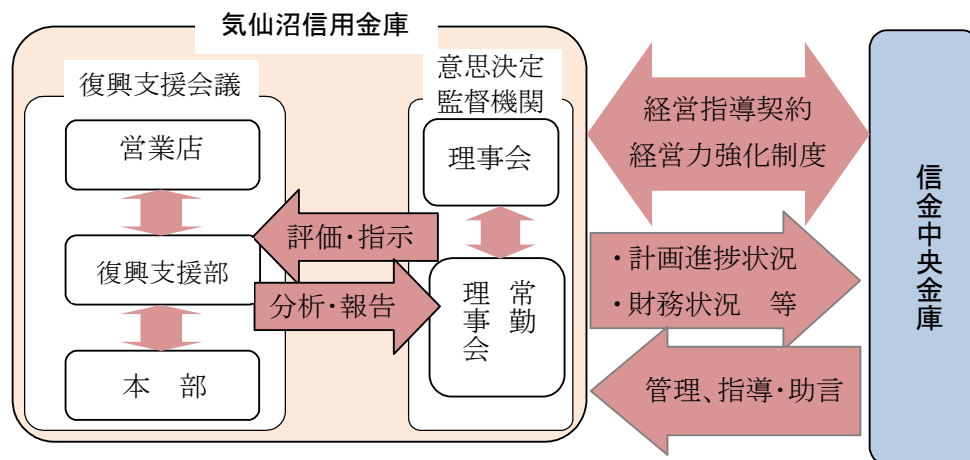 気仙沼信用金庫
復興支援会議
営業店
復興支援部
本　部
評価・指示
分析・報告
意思決定
監督機関
理事会
常勤
理事会
経営指導契約
経営力強化制度
・計画進捗状況
・財務状況　等
管理、指導・助言
信金中央金庫